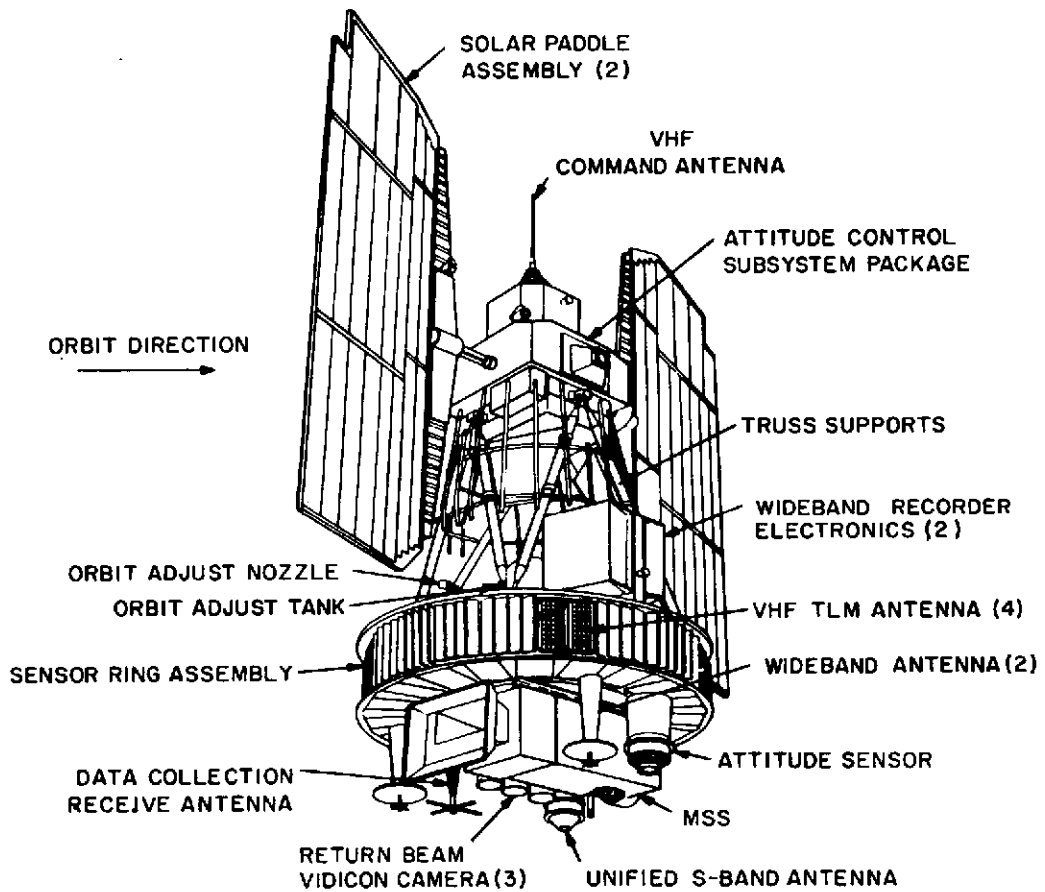 SOLAR PADDLE
ASSEMBLY (2)
VHF
COMMAND ANTENNA
ATTITUDE CONTROL
SUBSYSTEM PACKAGE
ORBIT DIRECTION
TRUSS SUPPORTS
WIDEBAND RECORDER
ELECTRONICS (2)
ORBIT ADJUST NOZZLE
ORBIT ADJUST TANK
VHF TLM ANTENNA (4)
SENSOR RING ASSEMBLY
WIDEBAND ANTENNA (2)
ATTITUDE SENSOR
DATA COLLECTION
RECEIVE ANTENNA
MSS
RETURN BEAM
VIDICON CAMERA (3)
UNIFIED S-BAND ANTENNA